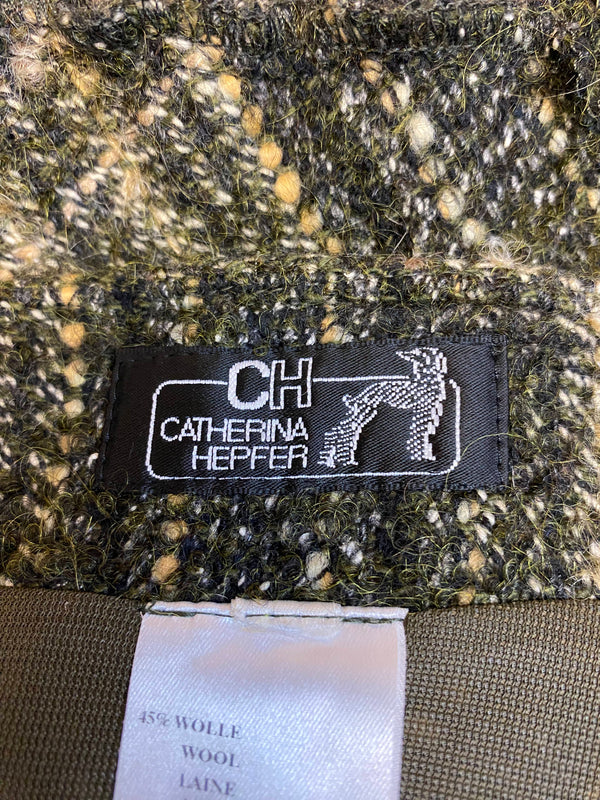 CH
CATHERINA
HEPFER
45% WOLLE
WOOL
LAINE